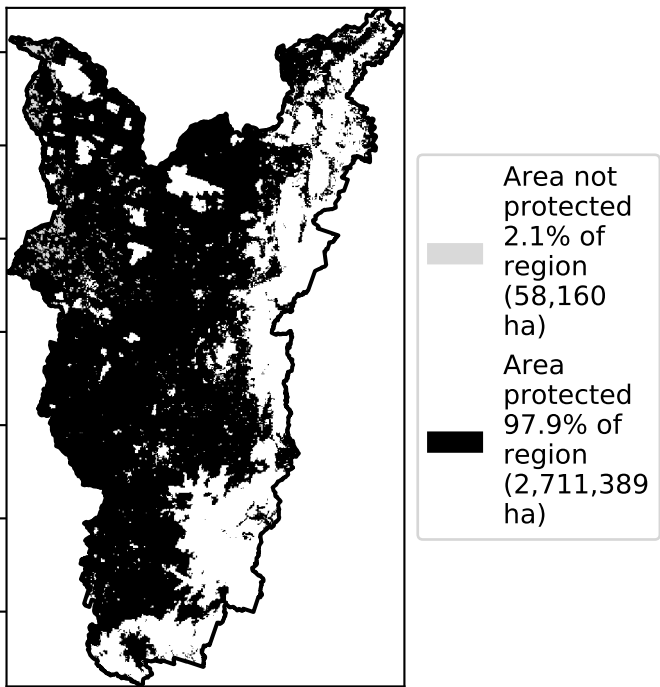 Area not
protected
2.1% of
region
(58,160
ha)
Area
protected
97.9% of
region
(2,711,389
ha)